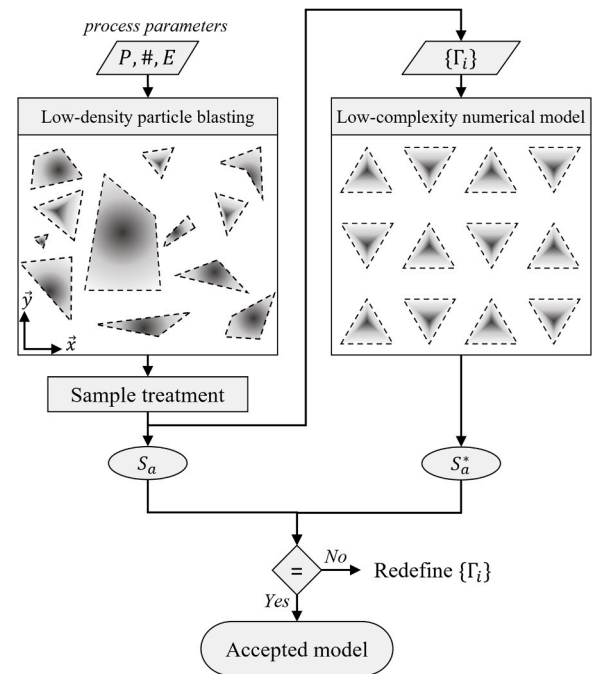 process parameters
P, #, E
{Γᵢ}
Low-density particle blasting
Low-complexity numerical model
y⃗
x⃗
Sample treatment
Sₐ
Sₐ*
=
No
Redefine {Γᵢ}
Yes
Accepted model